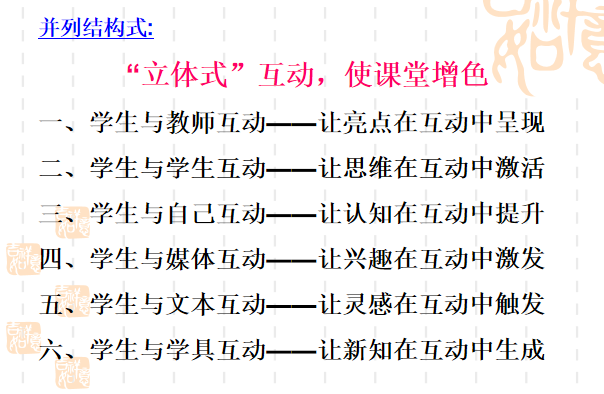 并列结构式:
“立体式”互动，使课堂增色
一、学生与教师互动——让亮点在互动中呈现
二、学生与学生互动——让思维在互动中激活
三、学生与自己互动——让认知在互动中提升
四、学生与媒体互动——让兴趣在互动中激发
五、学生与文本互动——让灵感在互动中触发
六、学生与学具互动——让新知在互动中生成